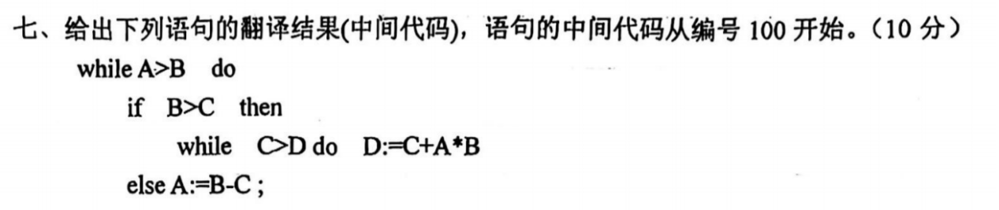 七、给出下列语句的翻译结果(中间代码)，语句的中间代码从编号 100 开始。（10 分）
while A>B do
if B>C then
while C>D do D:=C+A*B
else A:=B-C ;